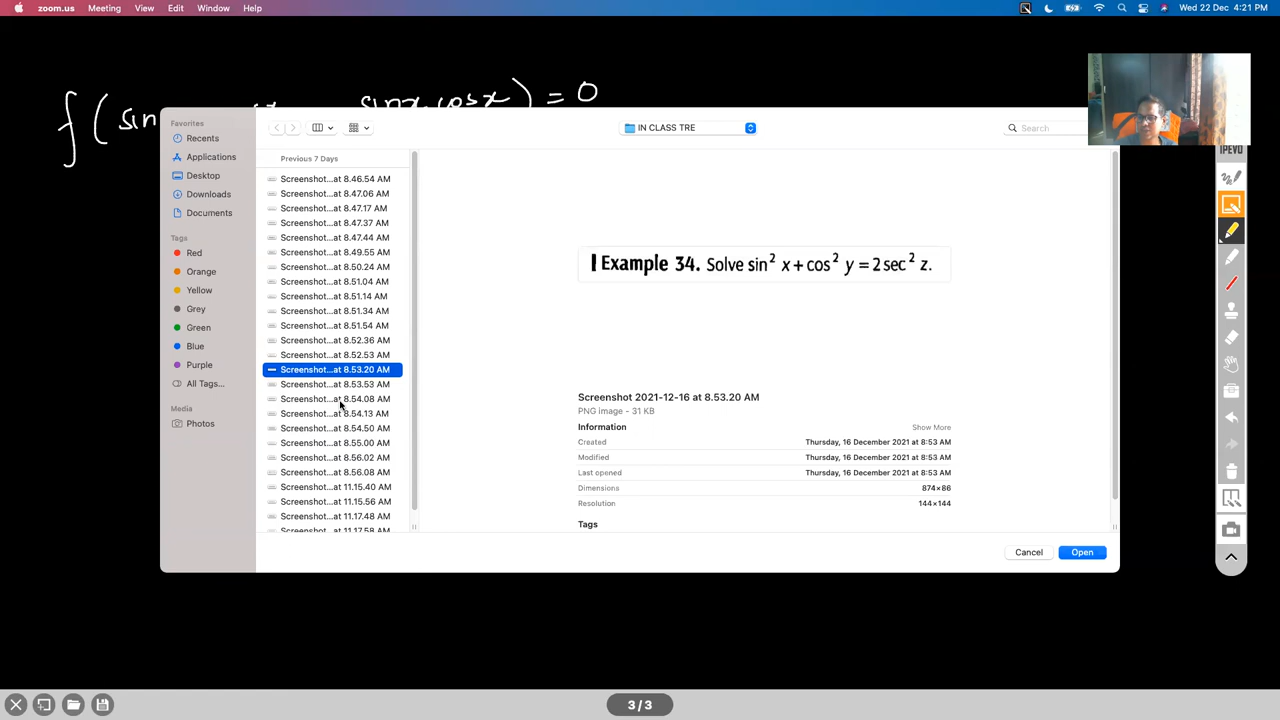 zoom.us Meeting View Edit Window Help Wed 22 Dec 4:21 PM
f(sin sinx cosx) = 0
IPEVO
Favorites
Recents
Applications
Desktop
Downloads
Documents
Tags
Red
Orange
Yellow
Grey
Green
Blue
Purple
All Tags...
Media
Photos
IN CLASS TRE
Search
Previous 7 Days
Screenshot...at 8.46.54 AM
Screenshot...at 8.47.06 AM
Screenshot...at 8.47.17 AM
Screenshot...at 8.47.37 AM
Screenshot...at 8.47.44 AM
Screenshot...at 8.49.55 AM
Screenshot...at 8.50.24 AM
Screenshot...at 8.51.04 AM
Screenshot...at 8.51.14 AM
Screenshot...at 8.51.34 AM
Screenshot...at 8.51.54 AM
Screenshot...at 8.52.36 AM
Screenshot...at 8.52.53 AM
Screenshot...at 8.53.20 AM
Screenshot...at 8.53.53 AM
Screenshot...at 8.54.08 AM
Screenshot...at 8.54.13 AM
Screenshot...at 8.54.50 AM
Screenshot...at 8.55.00 AM
Screenshot...at 8.56.02 AM
Screenshot...at 8.56.08 AM
Screenshot...at 11.15.40 AM
Screenshot...at 11.15.56 AM
Screenshot...at 11.17.48 AM
Screenshot...at 11.17.58 AM
Example 34. Solve sin² x + cos² y = 2 sec² z.
Screenshot 2021-12-16 at 8.53.20 AM
PNG image - 31 KB
Information Show More
Created Thursday, 16 December 2021 at 8:53 AM
Modified Thursday, 16 December 2021 at 8:53 AM
Last opened Thursday, 16 December 2021 at 8:53 AM
Dimensions 874×86
Resolution 144×144
Tags
Cancel Open
3/3